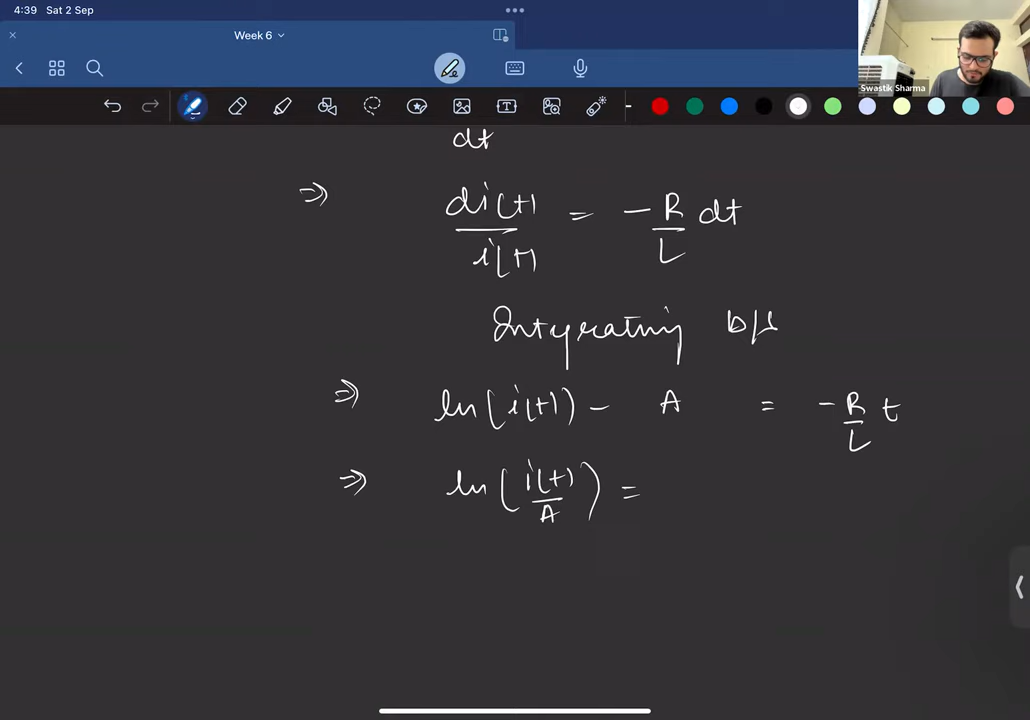 4:39 Sat 2 Sep
Week 6
Swastik Sharma
dt
⇒ di(t)/i(t) = -R/L dt
Integrating b/s
⇒ ln(i(t)) - A = -R/L t
⇒ ln(i(t)/A) =